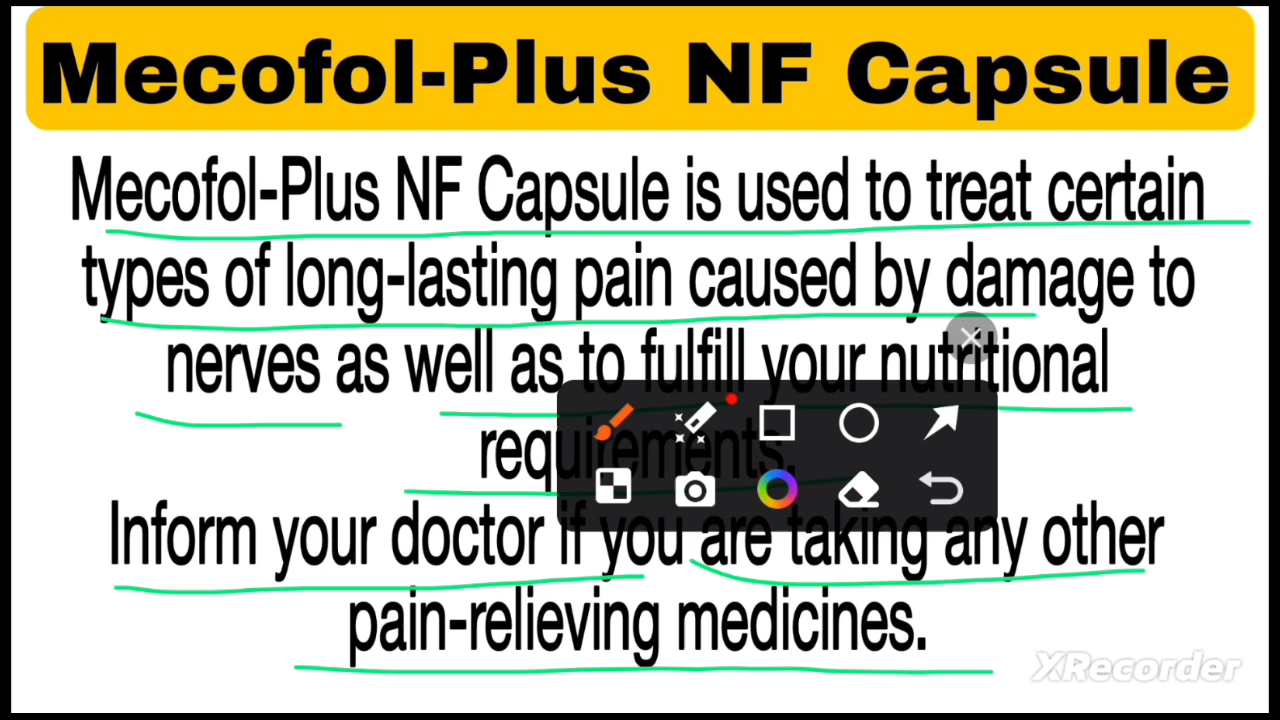 Mecofol-Plus NF Capsule
Mecofol-Plus NF Capsule is used to treat certain
types of long-lasting pain caused by damage to
nerves as well as to fulfill your nutritional
requirements.
Inform your doctor if you are taking any other
pain-relieving medicines.
XRecorder